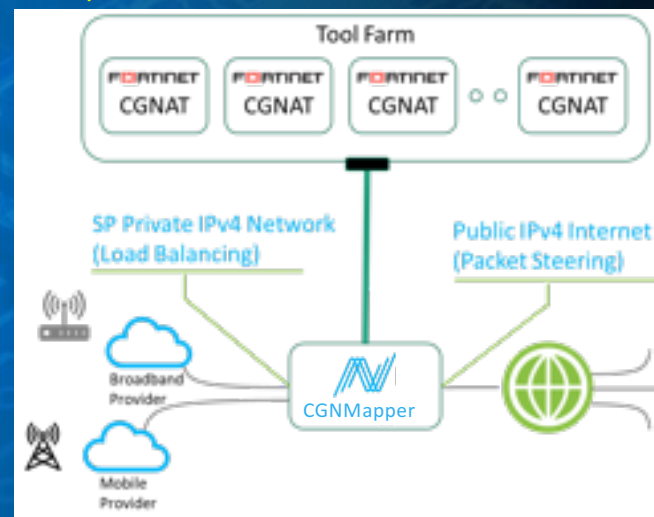 Tool Farm
FORTINET
CGNAT
FORTINET
CGNAT
FORTINET
CGNAT
FORTINET
CGNAT
SP Private IPv4 Network
(Load Balancing)
Public IPv4 Internet
(Packet Steering)
Broadband
Provider
CGNMapper
Mobile
Provider